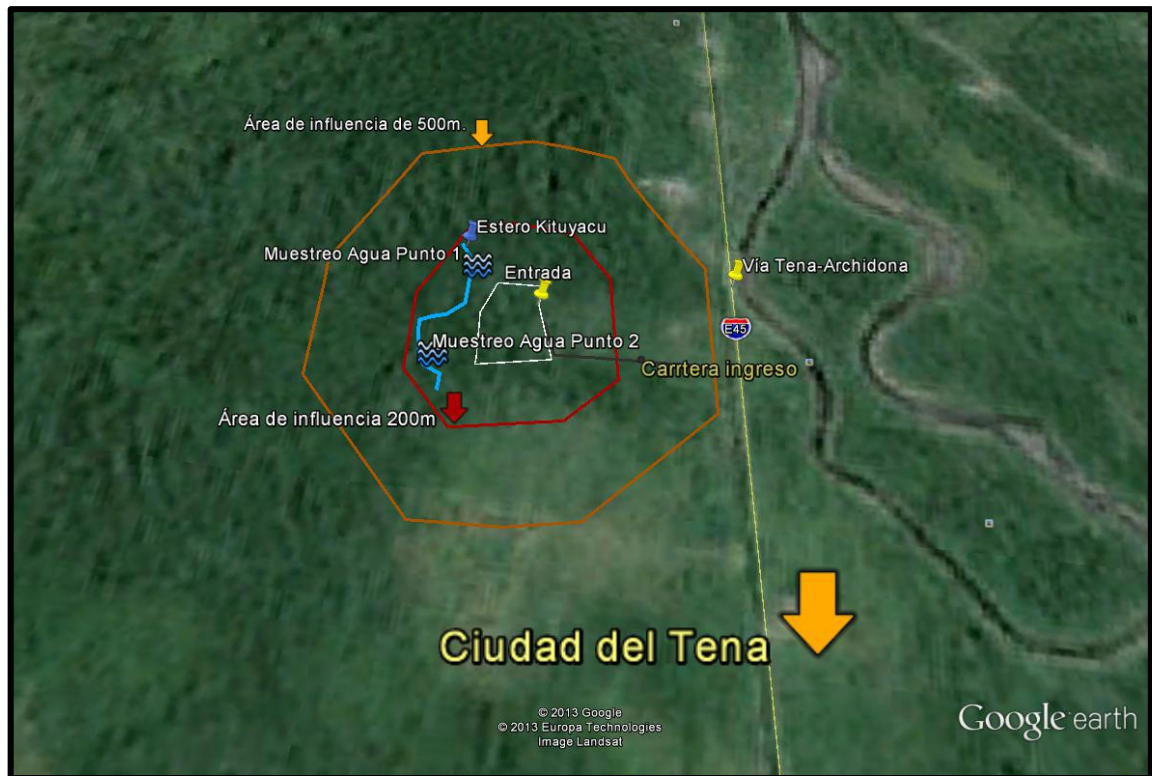 Área de influencia de 500m.
Estero Kituyacu
Muestreo Agua Punto 1
Entrada
Vía Tena-Archidona
E45
Muestreo Agua Punto 2
Carrtera ingreso
Área de influencia 200m
Ciudad del Tena
© 2013 Google
© 2013 Europa Technologies
Image Landsat
Google earth